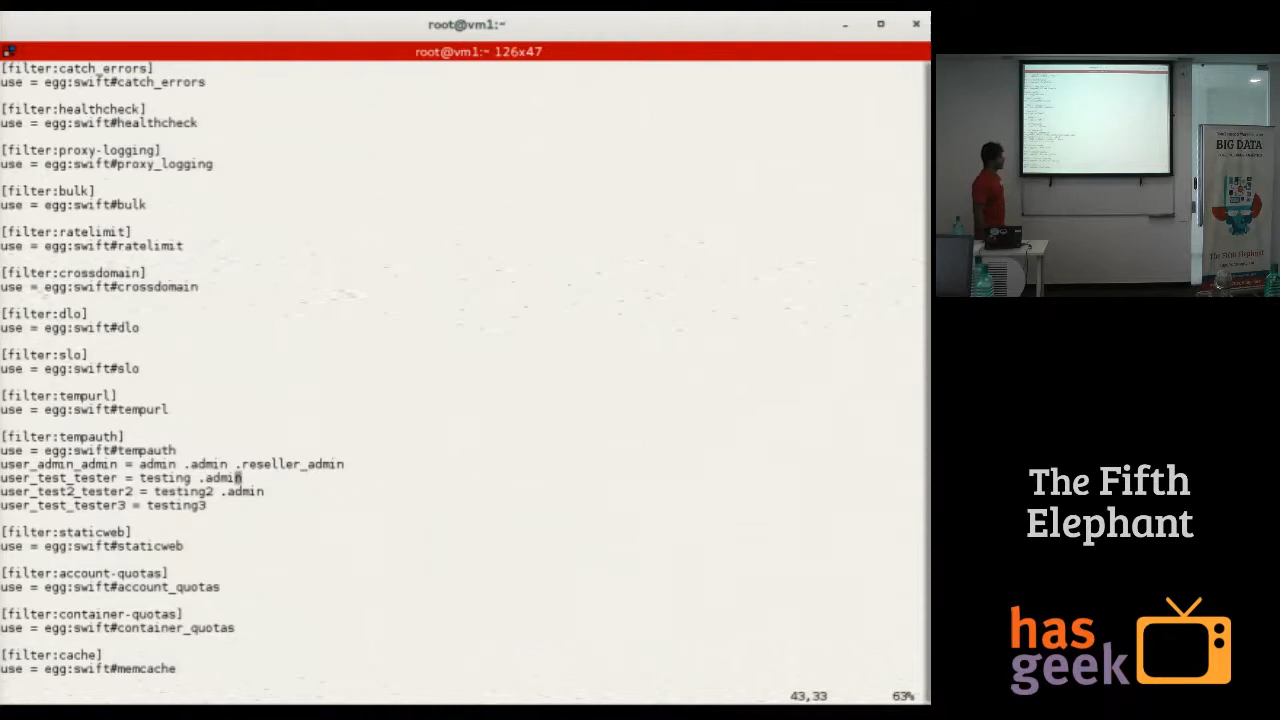 root@vm1:~
root@vm1:~ 126x47
[filter:catch_errors]
use = egg:swift#catch_errors
[filter:healthcheck]
use = egg:swift#healthcheck
[filter:proxy-logging]
use = egg:swift#proxy_logging
[filter:bulk]
use = egg:swift#bulk
[filter:ratelimit]
use = egg:swift#ratelimit
[filter:crossdomain]
use = egg:swift#crossdomain
[filter:dlo]
use = egg:swift#dlo
[filter:slo]
use = egg:swift#slo
[filter:tempurl]
use = egg:swift#tempurl
[filter:tempauth]
use = egg:swift#tempauth
user_admin_admin = admin .admin .reseller_admin
user_test_tester = testing .admin
user_test2_tester2 = testing2 .admin
user_test_tester3 = testing3
[filter:staticweb]
use = egg:swift#staticweb
[filter:account-quotas]
use = egg:swift#account_quotas
[filter:container-quotas]
use = egg:swift#container_quotas
[filter:cache]
use = egg:swift#memcache
43,33
63%
BIG DATA
The Fifth Elephant
The Fifth
Elephant
has
geek